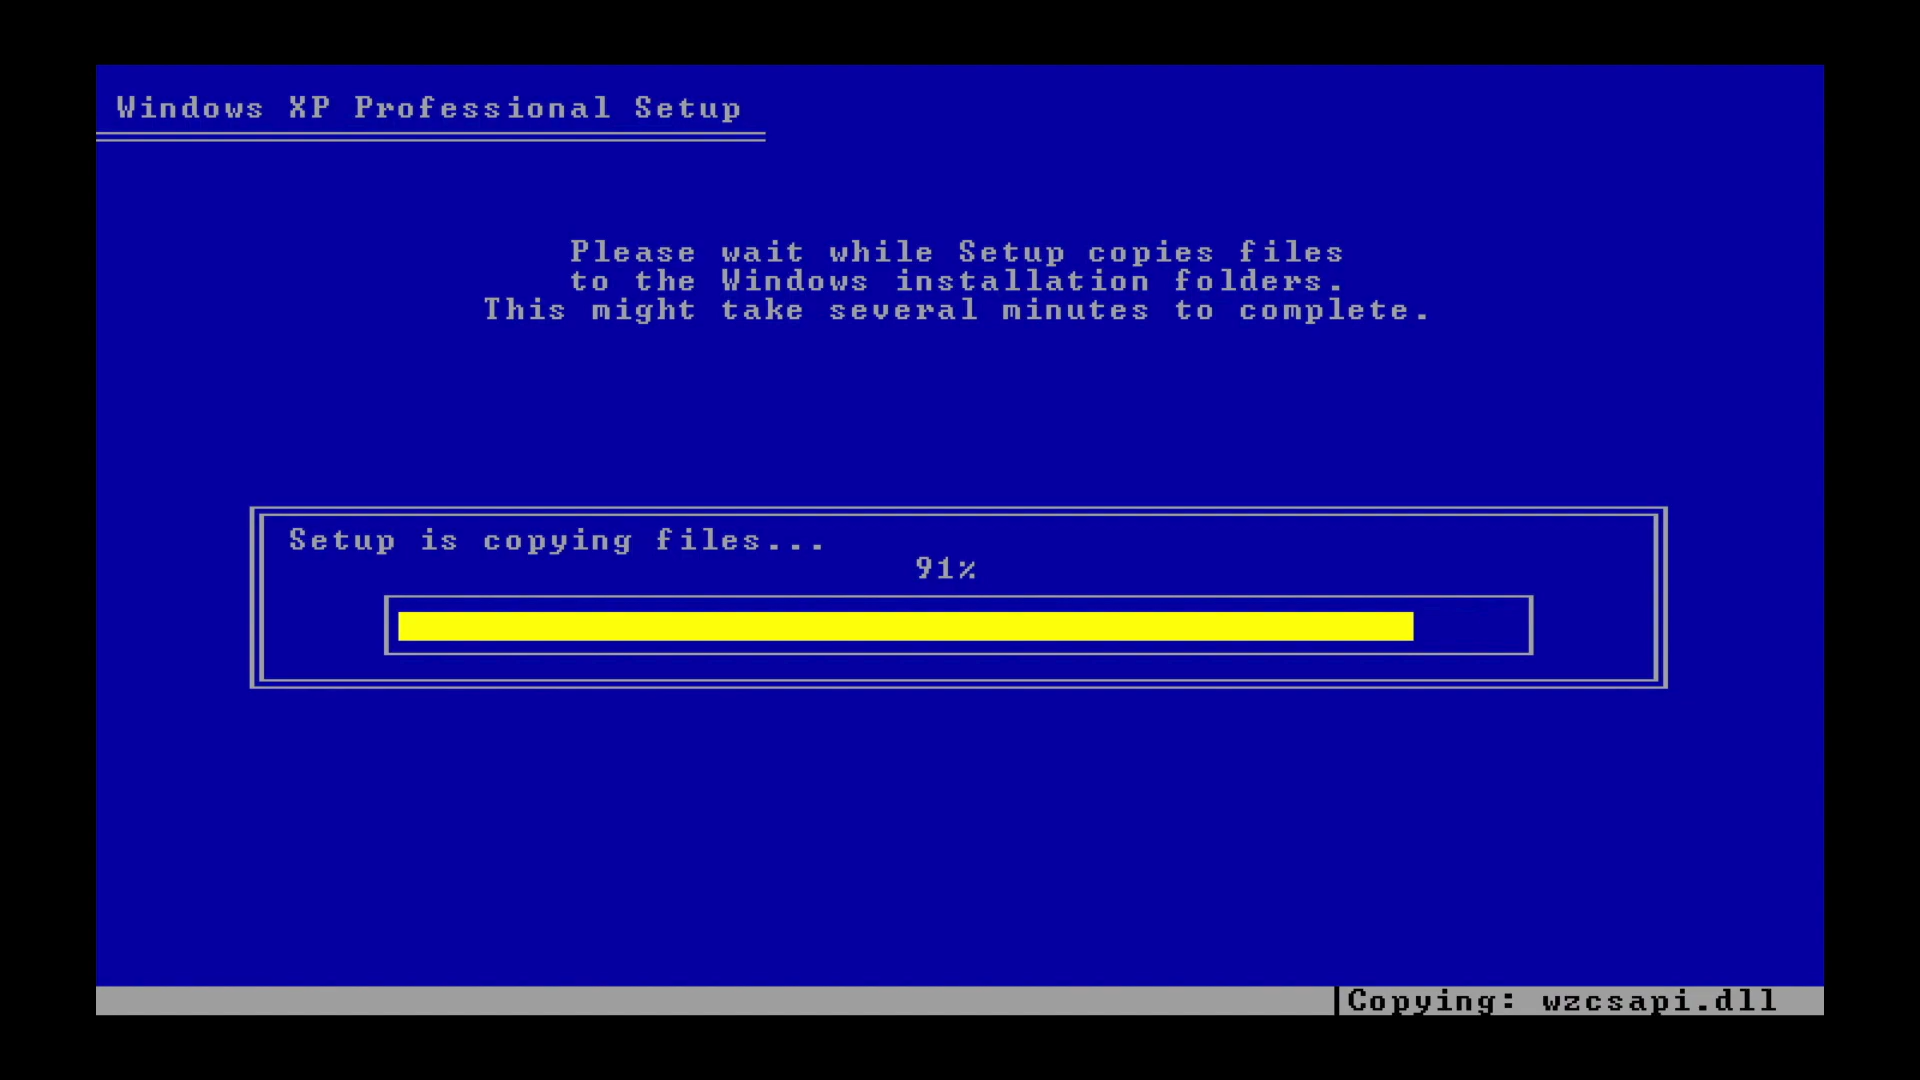 Windows XP Professional Setup
Please wait while Setup copies files
to the Windows installation folders.
This might take several minutes to complete.
Setup is copying files...
91%
Copying: wzcsapi.dll